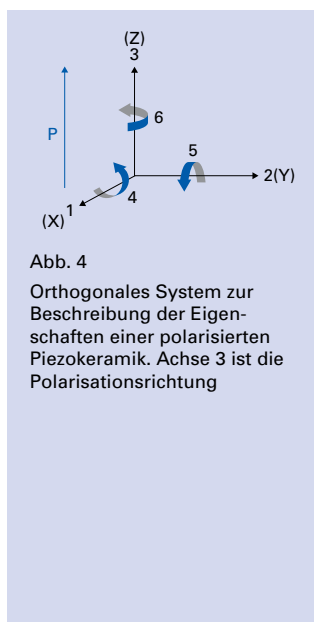 (Z)
3
P
6
5
2(Y)
4
1
(X)
Abb. 4
Orthogonales System zur
Beschreibung der Eigen-
schaften einer polarisierten
Piezokeramik. Achse 3 ist die
Polarisationsrichtung